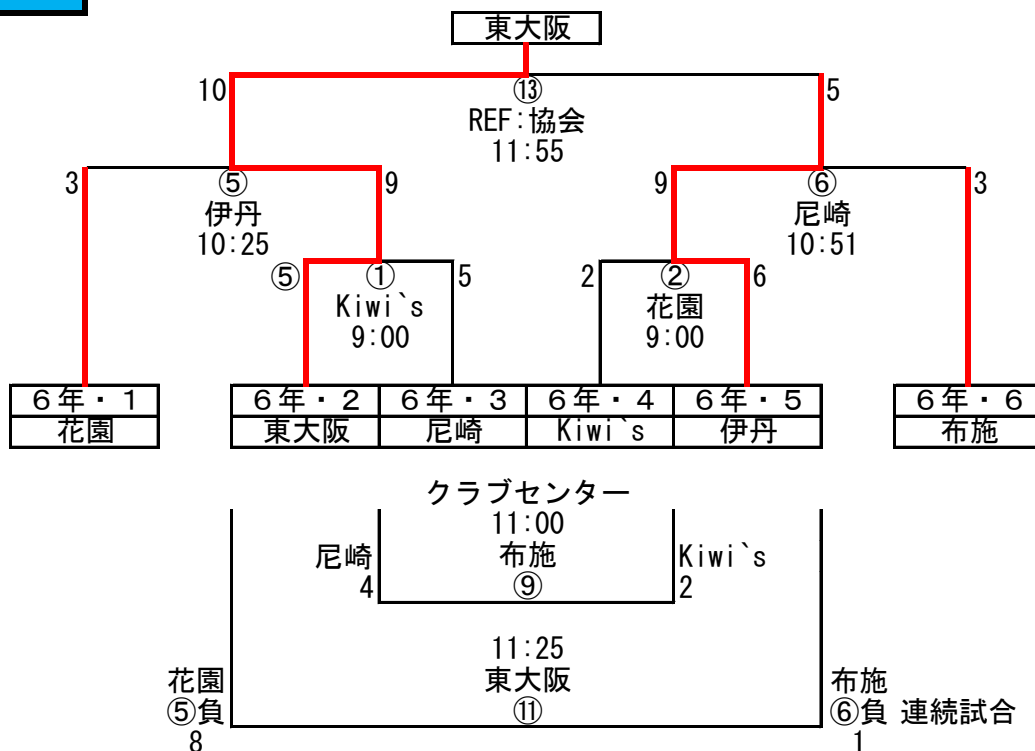 東大阪
10 ⑬ 5
REF:協会
11:55
3 ⑤ 9 9 ⑥ 3
伊丹 尼崎
10:25 10:51
⑤ ① 5 2 ② 6
Kiwi`s 花園
9:00 9:00
6年・1 6年・2 6年・3 6年・4 6年・5 6年・6
花園 東大阪 尼崎 Kiwi`s 伊丹 布施
クラブセンター
11:00
尼崎 布施 Kiwi`s
4 ⑨ 2
11:25
花園 東大阪 布施
⑤負 ⑪ ⑥負 連続試合
8 1